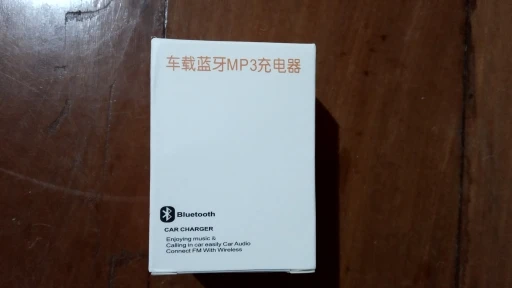 车载蓝牙MP3充电器
Bluetooth
CAR CHARGER
Enjoying music &
Calling in car easily Car Audio
Connect FM With Wireless